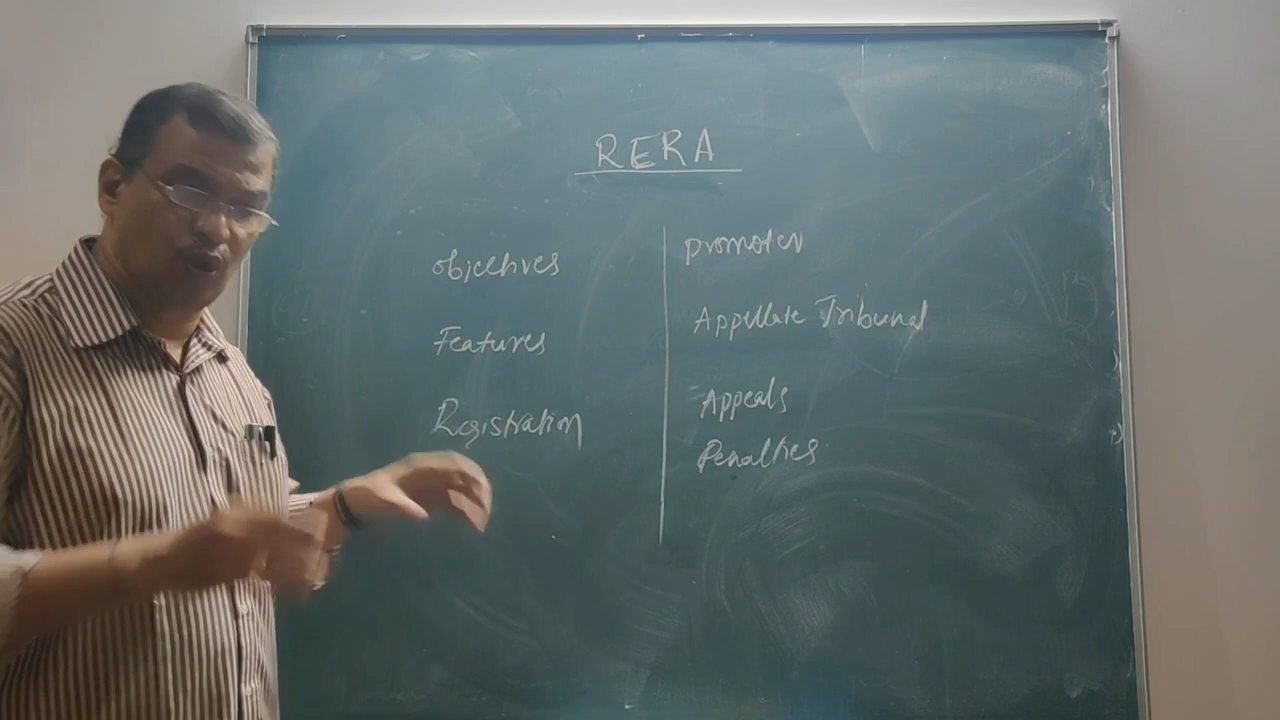 RERA
Objectives
Features
Registration
Promoter
Appellate Tribunal
Appeals
Penalties